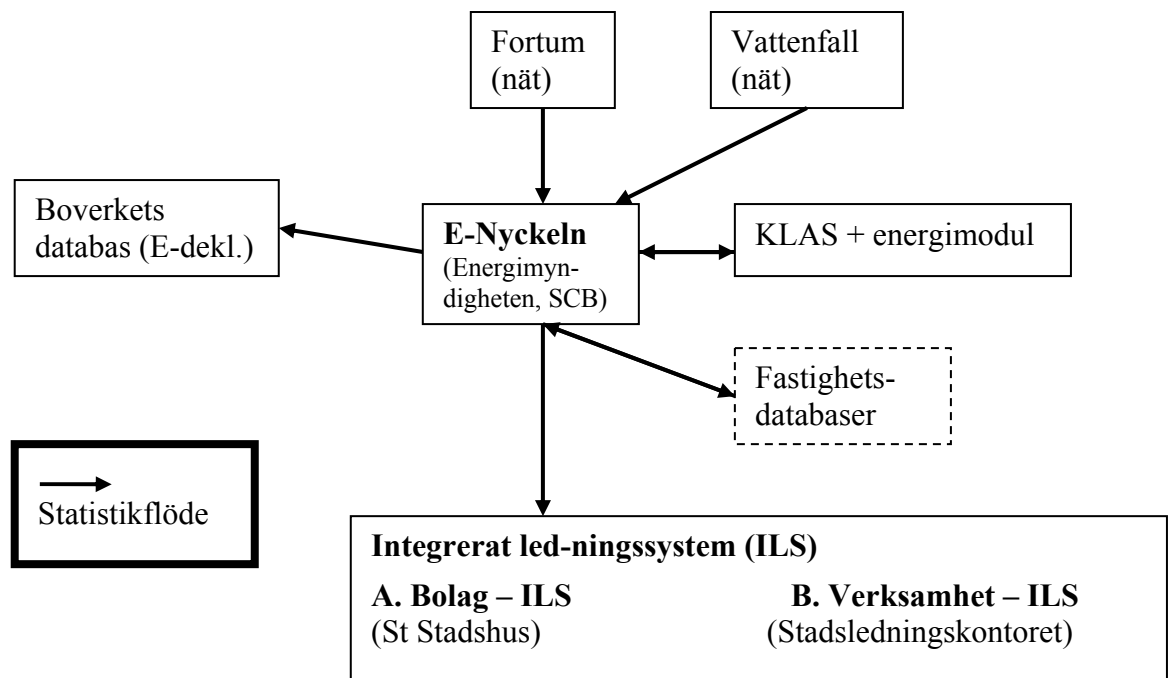 Fortum
(nät)
Vattenfall
(nät)
Boverkets
databas (E-dekl.)
E-Nyckeln
(Energimyn-
digheten, SCB)
KLAS + energimodul
Fastighets-
databaser
Statistikflöde
Integrerat led-ningssystem (ILS)
A. Bolag – ILS
(St Stadshus)
B. Verksamhet – ILS
(Stadsledningskontoret)